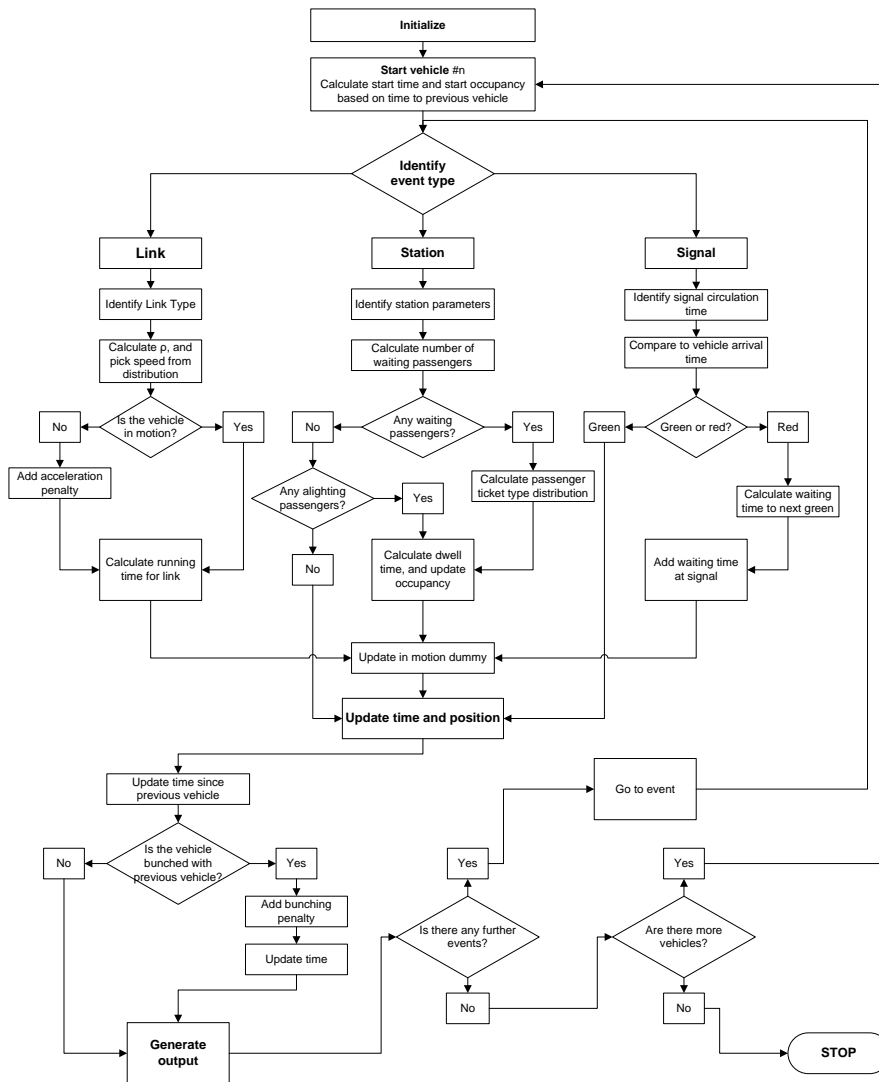 Initialize
Start vehicle #n
Calculate start time and start occupancy
based on time to previous vehicle
Identify
event type
Link
Station
Signal
Identify Link Type
Identify station parameters
Identify signal circulation
time
Calculate ρ, and
pick speed from
distribution
Calculate number of
waiting passengers
Compare to vehicle arrival
time
No
Is the vehicle
in motion?
Yes
No
Any waiting
passengers?
Yes
Green
Green or red?
Red
Add acceleration
penalty
Any alighting
passengers?
Yes
Calculate passenger
ticket type distribution
Calculate waiting
time to next green
Calculate running
time for link
No
Calculate dwell
time, and update
occupancy
Add waiting time
at signal
Update in motion dummy
Update time and position
Update time since
previous vehicle
Go to event
No
Is the vehicle
bunched with
previous vehicle?
Yes
Yes
Yes
Add bunching
penalty
Update time
Is there any further
events?
Are there more
vehicles?
No
No
Generate
output
STOP